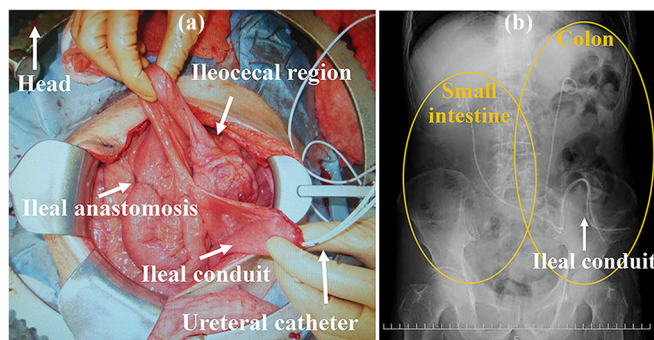 (a)
Head
Ileocecal region
Ileal anastomosis
Ileal conduit
Ureteral catheter
(b)
Colon
Small
intestine
Ileal conduit